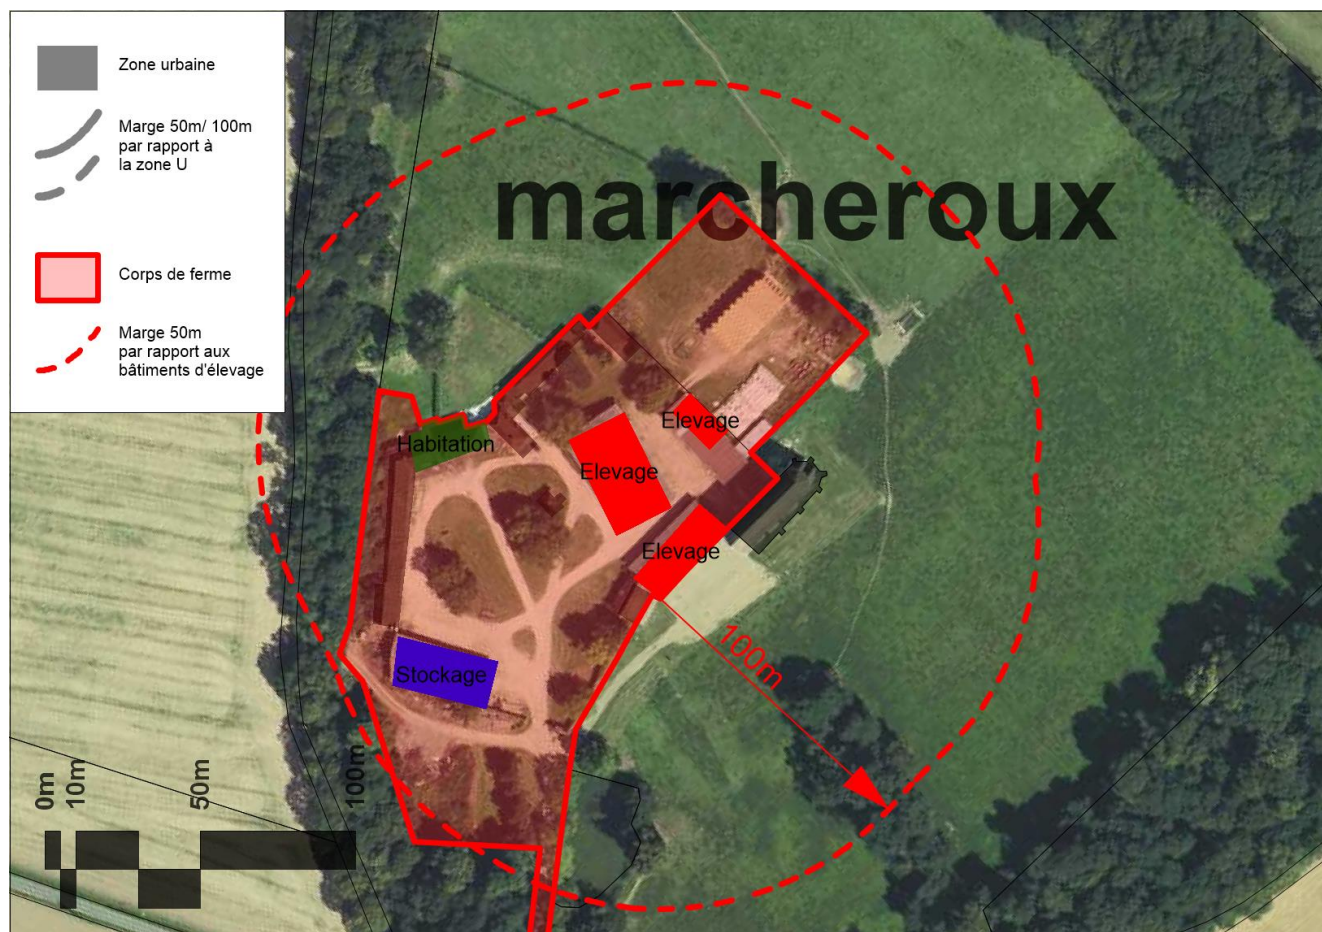 Zone urbaine
Marge 50m/ 100m
par rapport à
la zone U
Corps de ferme
Marge 50m
par rapport aux
bâtiments d'élevage
marcheroux
Elevage
Habitation
Elevage
Elevage
100m
Stockage
0m
10m
50m
100m